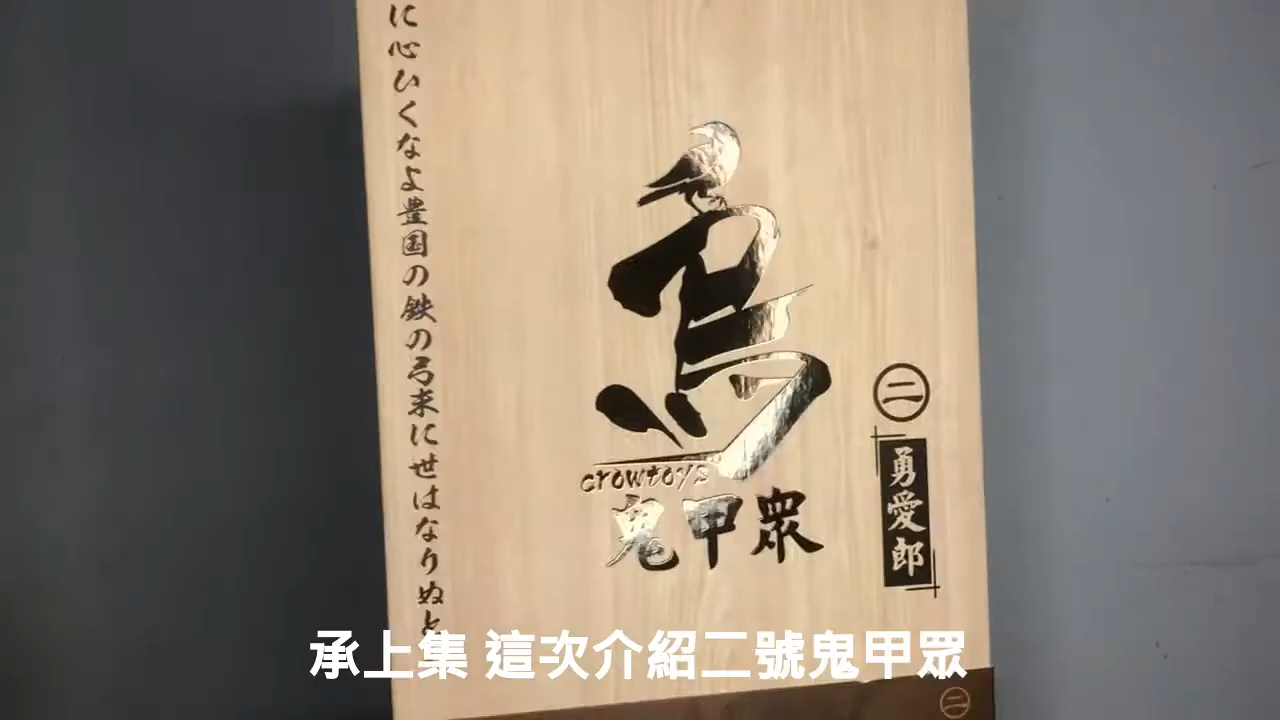 に心ひくなよ豊国の鉄の弓末に世はなりぬと
crowtoys
鬼甲衆
二
勇愛郎
承上集 這次介紹二號鬼甲眾
二